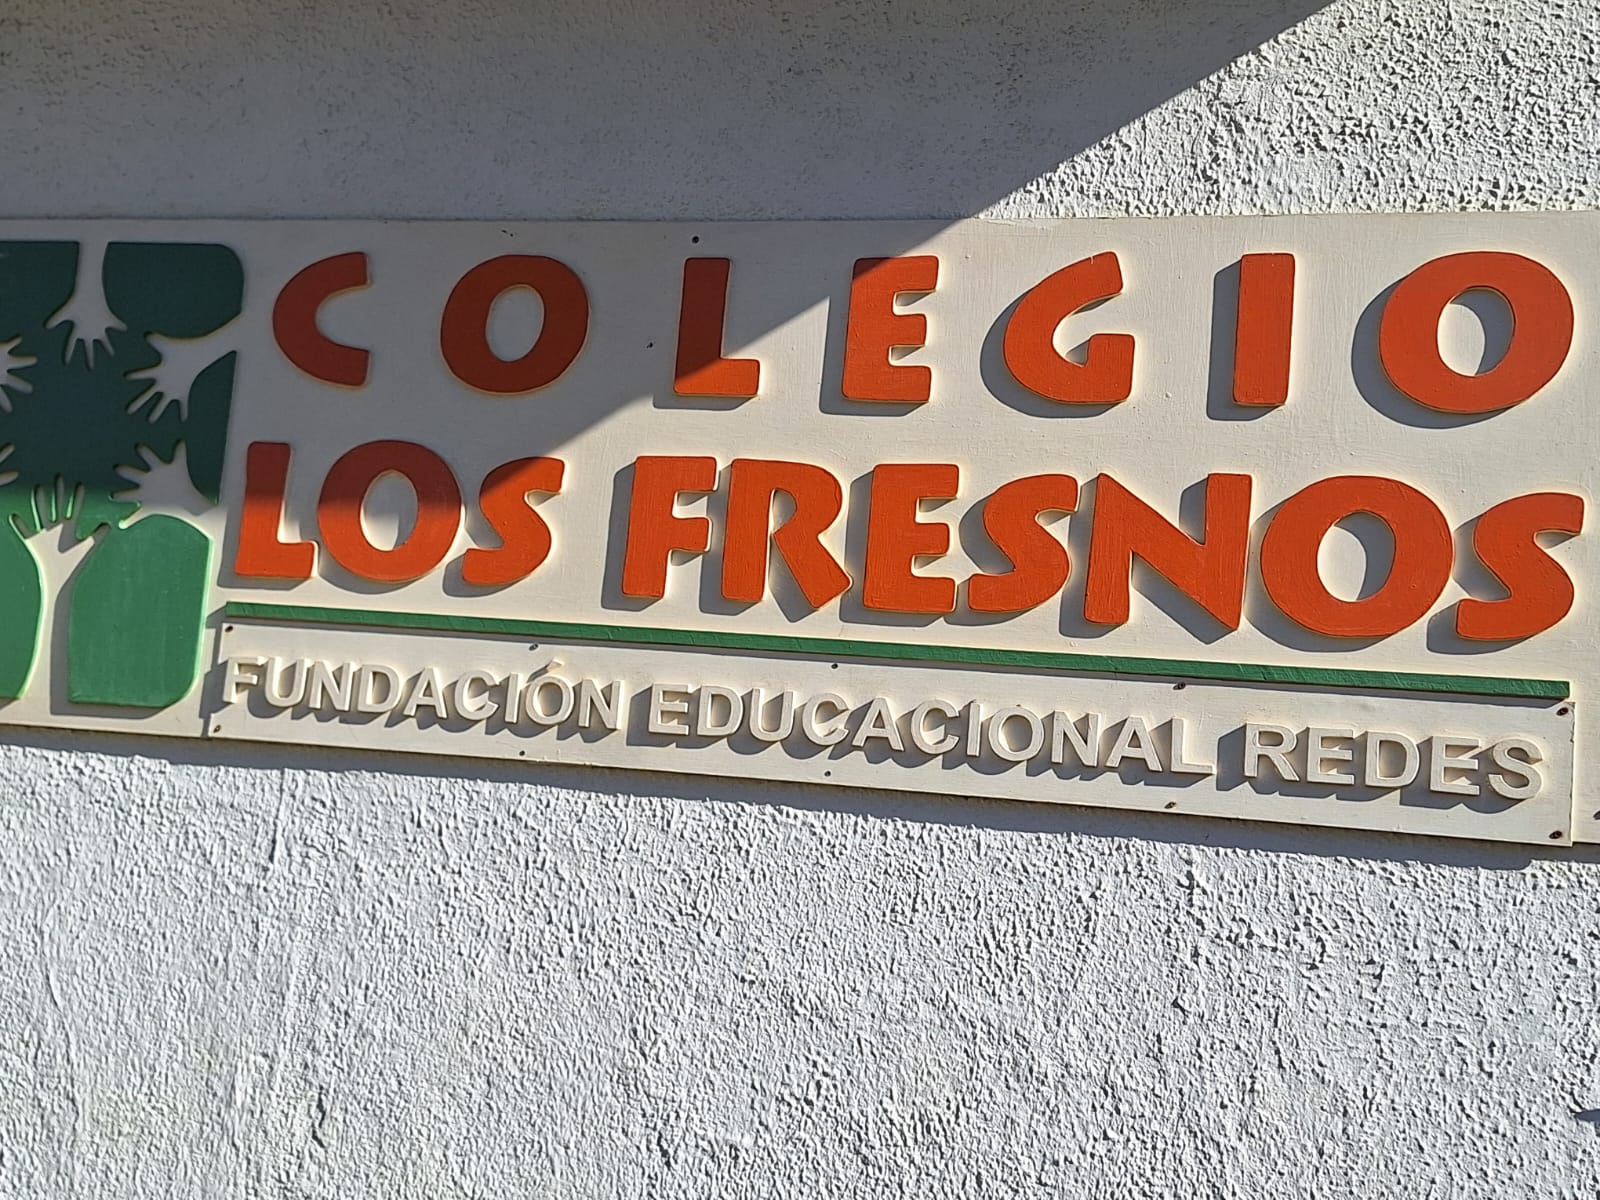 COLEGIO
LOS FRESNOS
FUNDACIÓN EDUCACIONAL REDES